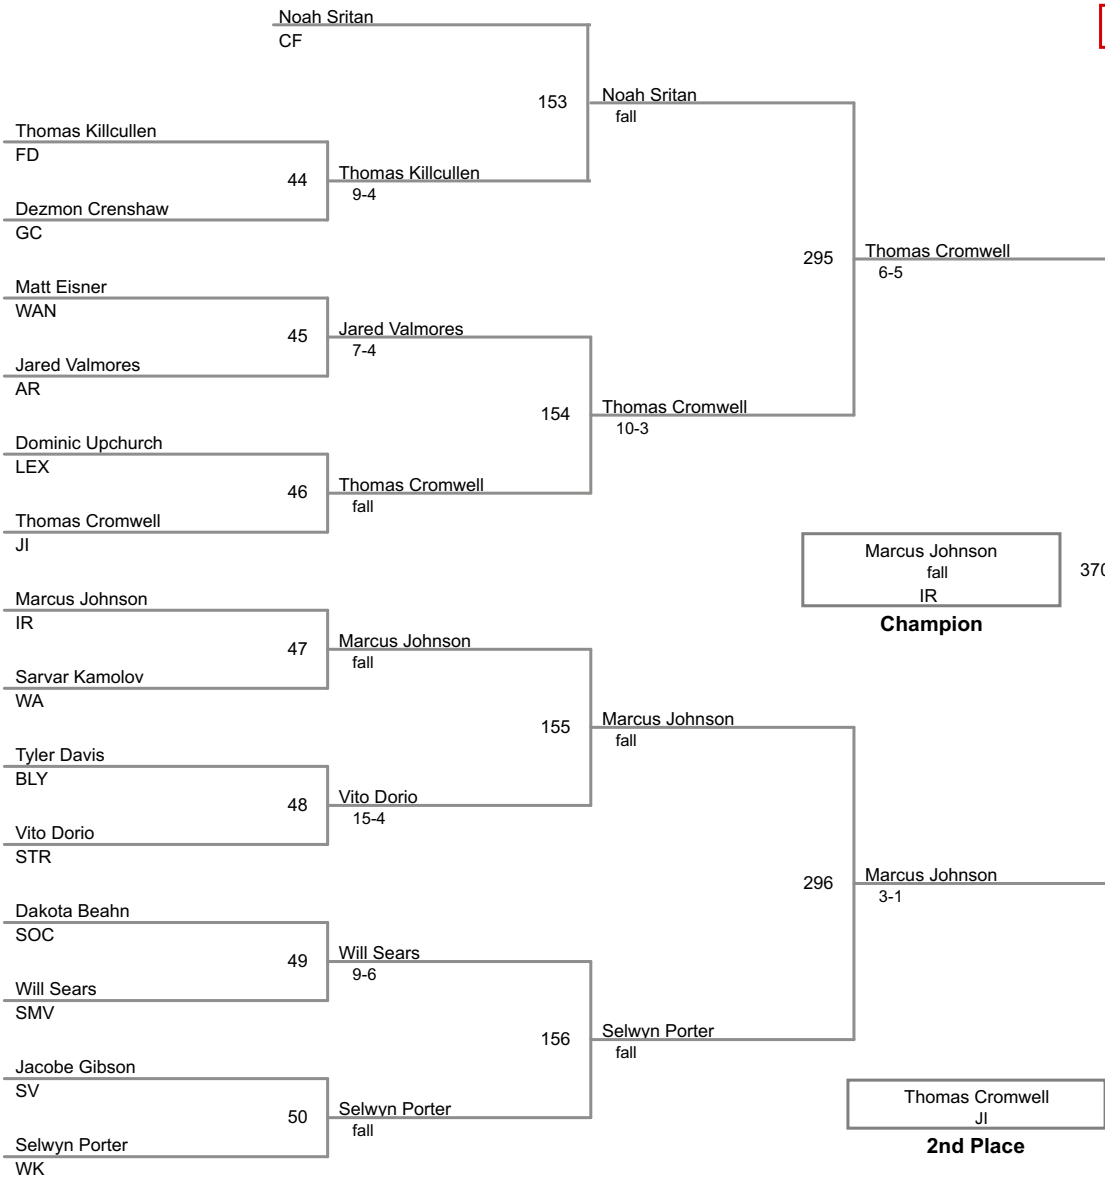 Noah Sritan
CF
153
Noah Sritan
fall
Thomas Killcullen
FD
44
Thomas Killcullen
9-4
Dezmon Crenshaw
GC
295
Thomas Cromwell
6-5
Matt Eisner
WAN
45
Jared Valmores
7-4
Jared Valmores
AR
154
Thomas Cromwell
10-3
Dominic Upchurch
LEX
46
Thomas Cromwell
fall
Thomas Cromwell
JI
Marcus Johnson
fall
IR
370
Champion
Marcus Johnson
IR
47
Marcus Johnson
fall
Sarvar Kamolov
WA
155
Marcus Johnson
fall
Tyler Davis
BLY
48
Vito Dorio
15-4
Vito Dorio
STR
296
Marcus Johnson
3-1
Dakota Beahn
SOC
49
Will Sears
9-6
Will Sears
SMV
156
Selwyn Porter
fall
Jacobe Gibson
SV
50
Selwyn Porter
fall
Selwyn Porter
WK
Thomas Cromwell
JI
2nd Place